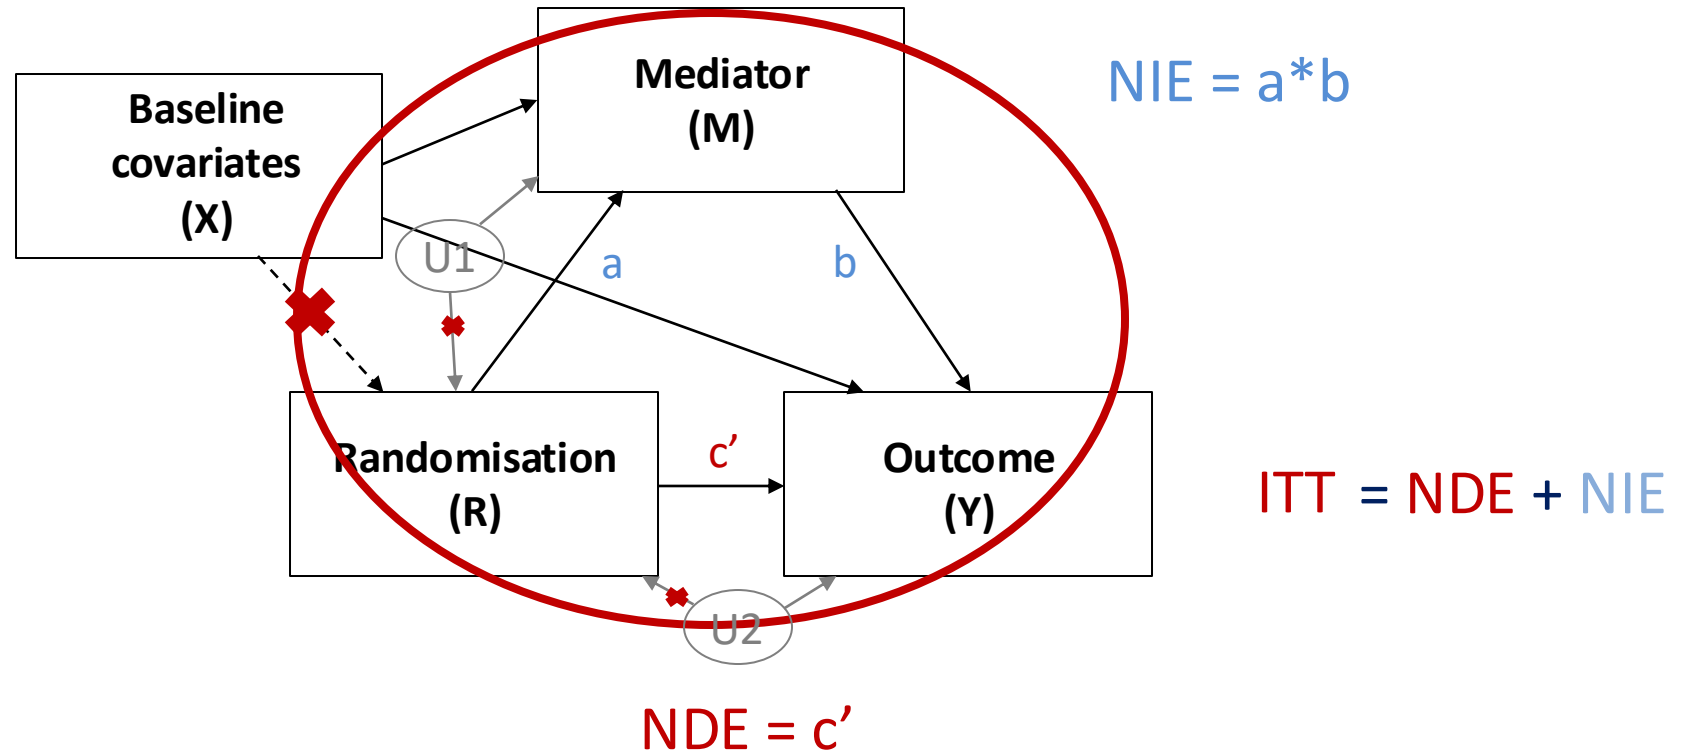 Mediator
(M)
NIE = a*b
Baseline
covariates
(X)
U1
a
b
Randomisation
(R)
c’
Outcome
(Y)
ITT = NDE + NIE
U2
NDE = c’